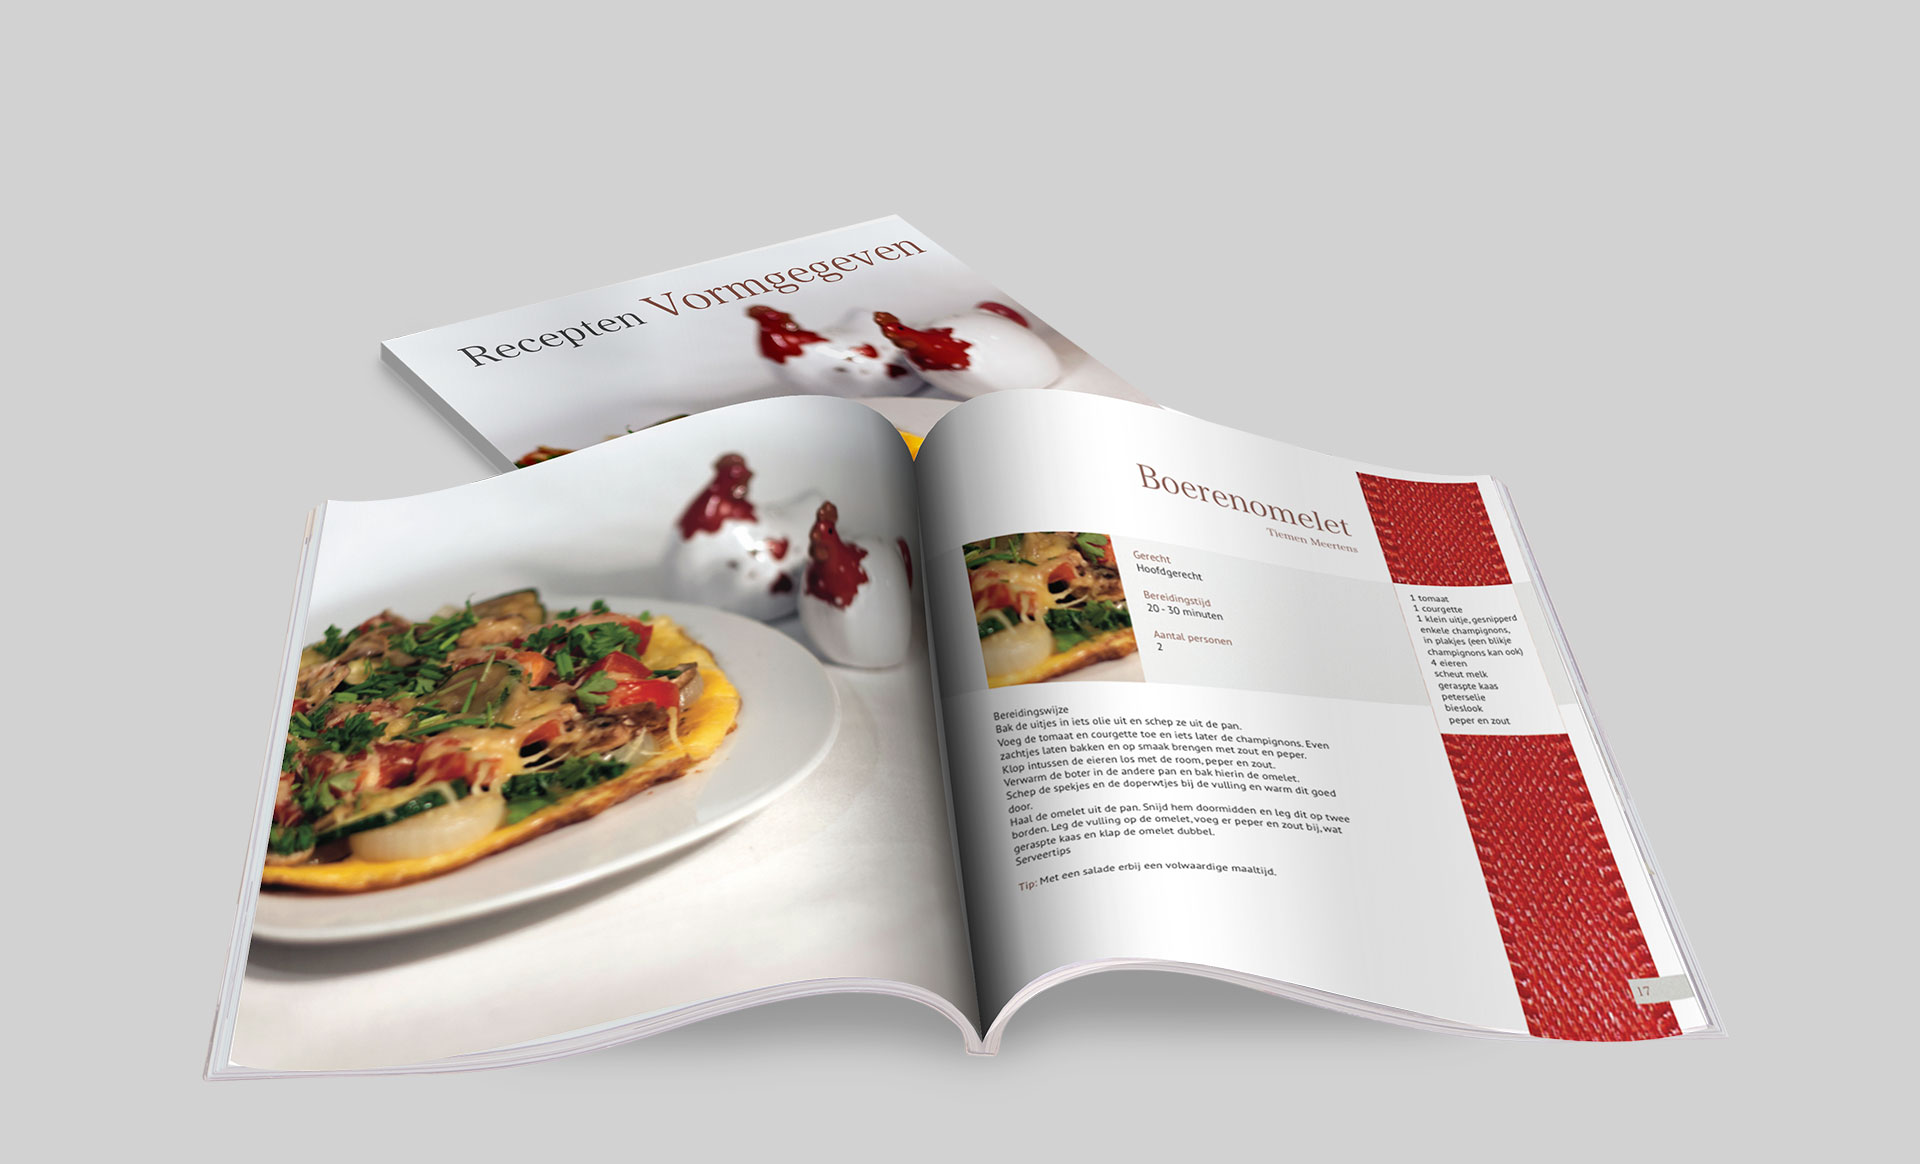 Recepten Vormgegeven
Boerenomelet
Tiemen Meertens
Gerecht
Hoofdgerecht
Bereidingstijd
20 - 30 minuten
Aantal personen
2
1 tomaat
1 courgette
1 klein uitje, gesnipperd
enkele champignons,
in plakjes (een blikje
champignons kan ook)
4 eieren
scheut melk
geraspte kaas
peterselie
bieslook
peper en zout
Bereidingswijze
Bak de uitjes in iets olie uit en schep ze uit de pan.
Voeg de tomaat en courgette toe en iets later de champignons. Even
zachtjes laten bakken en op smaak brengen met zout en peper.
Klop intussen de eieren los met de room, peper en zout.
Verwarm de boter in de andere pan en bak hierin de omelet.
Schep de spekjes en de doperwtjes bij de vulling en warm dit goed
door.
Haal de omelet uit de pan. Snijd hem doormidden en leg dit op twee
borden. Leg de vulling op de omelet, voeg er peper en zout bij, wat
geraspte kaas en klap de omelet dubbel.
Serveertips
Tip: Met een salade erbij een volwaardige maaltijd.
17